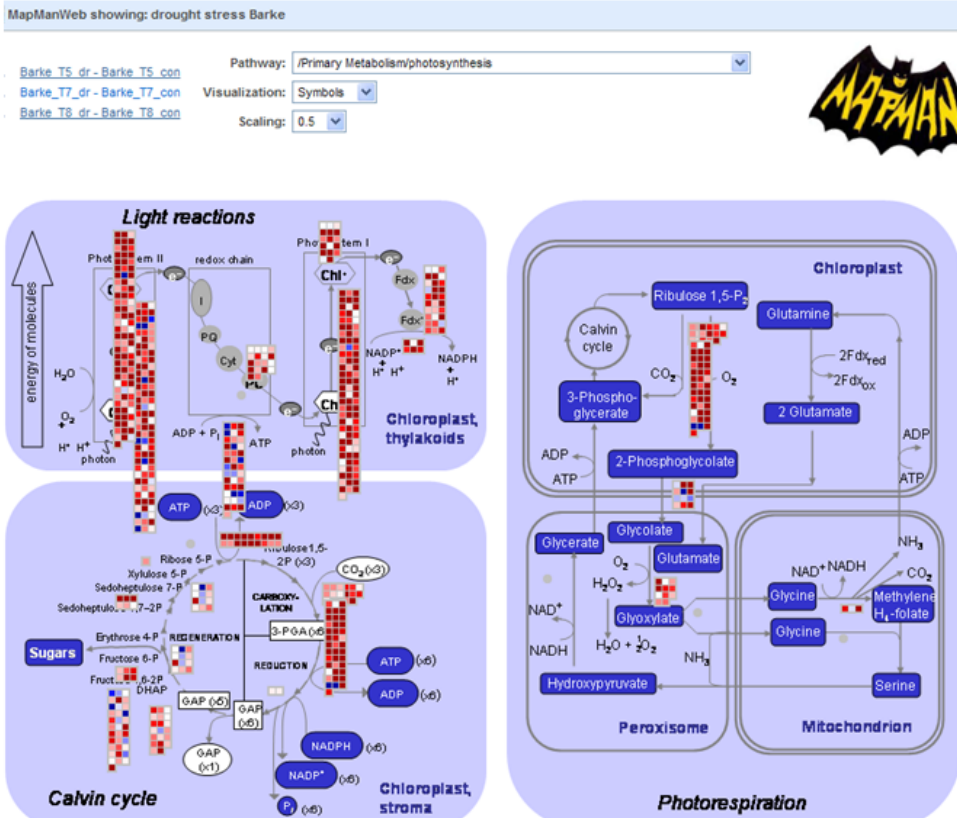 MapManWeb showing: drought stress Barke
Barke_T5_dr - Barke_T5_con
Barke_T7_dr - Barke_T7_con
Barke_T8_dr - Barke_T8_con
Pathway: /Primary Metabolism/photosynthesis
Visualization: Symbols
Scaling: 0.5
MAPMAN
Light reactions
energy of molecules
redox chain
Chl*
e-
Fdx
Fdx-
I
PQ
Cyt
H₂O
O₂
+
H+ H+
photon
ADP + Pi
ATP
photon
NADP+
+
H+ H+
NADPH
+
H+
Chloroplast,
thylakoids
ATP (x3)
ADP (x3)
Ribose 5-P
Xylulose 5-P
Sedoheptulose 7-P
2P (x3)
CO₂ (x3)
CARBOXY-
LATION
3-PGA (x6)
Erythrose 4-P
REGENERATION
Sugars
REDUCTION
Fructose 6-P
DHAP
ATP (x6)
ADP (x6)
GAP (x5)
GAP
(x6)
GAP
(x1)
NADPH (x6)
NADP+ (x6)
Pi (x6)
Calvin cycle
Chloroplast,
stroma
Chloroplast
Ribulose 1,5-P₂
Glutamine
Calvin
cycle
CO₂
O₂
2Fdx red
2Fdx ox
3-Phospho-
glycerate
2 Glutamate
2-Phosphoglycolate
ADP
ATP
ADP
ATP
Glycolate
Glycerate
Glutamate
O₂
H₂O₂
Glyoxylate
H₂O + ½O₂
NAD+
NADH
NH₃
Hydroxypyruvate
Peroxisome
NH₃
NAD+ NADH
CO₂
Glycine
Methylene
H₄-folate
Glycine
Serine
Mitochondrion
Photorespiration